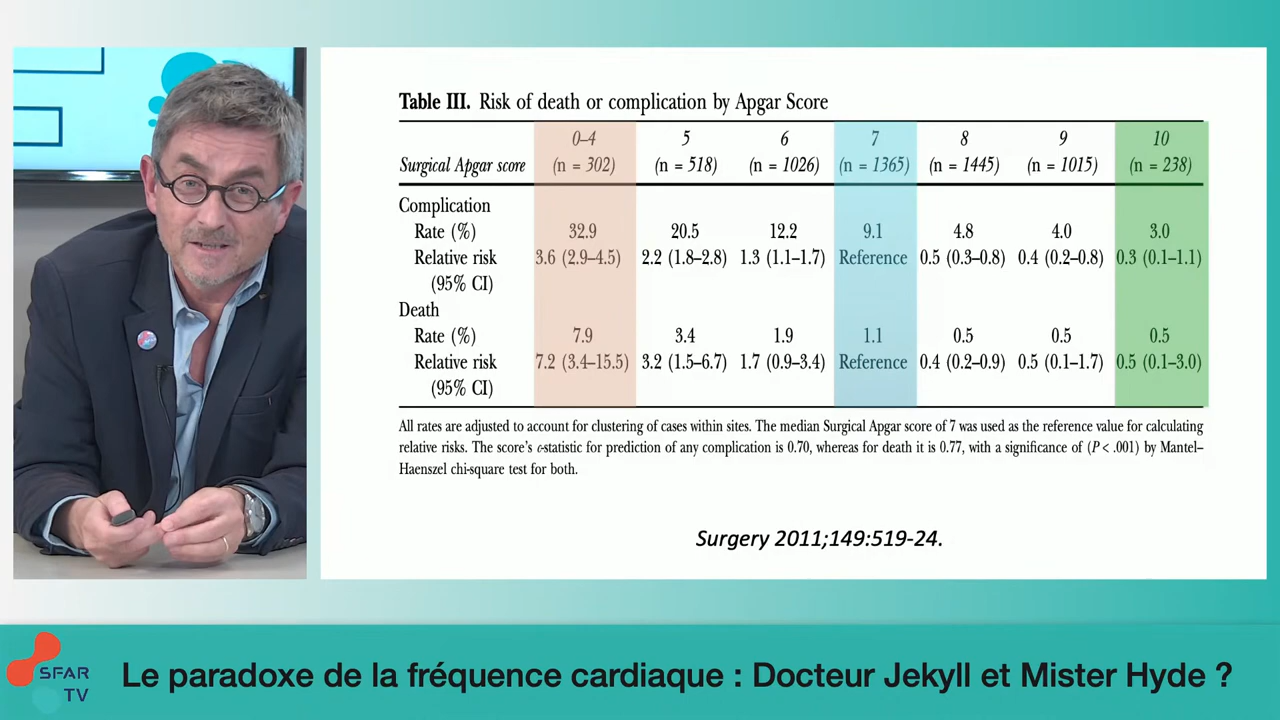 Table III. Risk of death or complication by Apgar Score
0–4 5 6 7 8 9 10
Surgical Apgar score (n = 302) (n = 518) (n = 1026) (n = 1365) (n = 1445) (n = 1015) (n = 238)
Complication
Rate (%) 32.9 20.5 12.2 9.1 4.8 4.0 3.0
Relative risk 3.6 (2.9–4.5) 2.2 (1.8–2.8) 1.3 (1.1–1.7) Reference 0.5 (0.3–0.8) 0.4 (0.2–0.8) 0.3 (0.1–1.1)
(95% CI)
Death
Rate (%) 7.9 3.4 1.9 1.1 0.5 0.5 0.5
Relative risk 7.2 (3.4–15.5) 3.2 (1.5–6.7) 1.7 (0.9–3.4) Reference 0.4 (0.2–0.9) 0.5 (0.1–1.7) 0.5 (0.1–3.0)
(95% CI)
All rates are adjusted to account for clustering of cases within sites. The median Surgical Apgar score of 7 was used as the reference value for calculating
relative risks. The score's c-statistic for prediction of any complication is 0.70, whereas for death it is 0.77, with a significance of (P < .001) by Mantel–
Haenszel chi-square test for both.
Surgery 2011;149:519-24.
SFAR
TV
Le paradoxe de la fréquence cardiaque : Docteur Jekyll et Mister Hyde ?